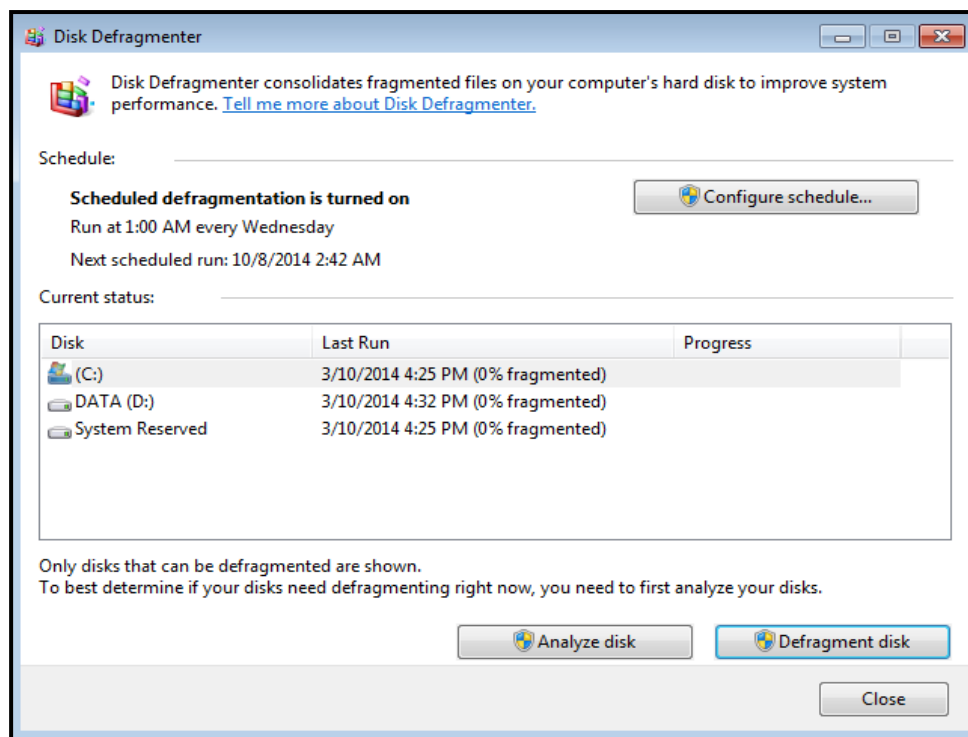 Disk Defragmenter
Disk Defragmenter consolidates fragmented files on your computer's hard disk to improve system
performance. Tell me more about Disk Defragmenter.
Schedule:
Scheduled defragmentation is turned on
Configure schedule...
Run at 1:00 AM every Wednesday
Next scheduled run: 10/8/2014 2:42 AM
Current status:
Disk Last Run Progress
(C:) 3/10/2014 4:25 PM (0% fragmented)
DATA (D:) 3/10/2014 4:32 PM (0% fragmented)
System Reserved 3/10/2014 4:25 PM (0% fragmented)
Only disks that can be defragmented are shown.
To best determine if your disks need defragmenting right now, you need to first analyze your disks.
Analyze disk Defragment disk
Close